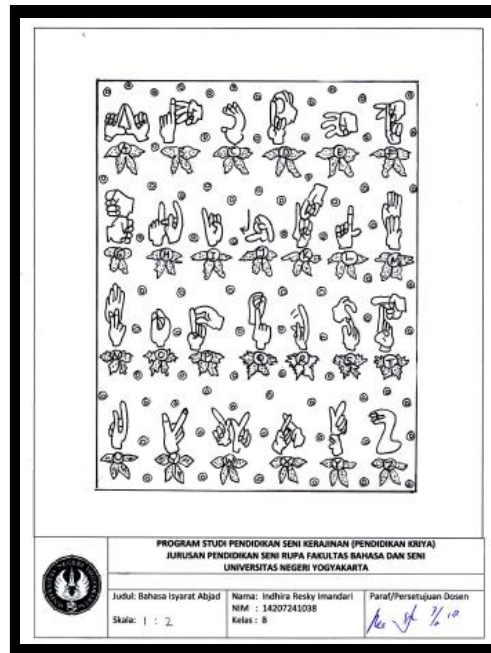 A B C D E F
G H I J K L M
N O P Q R S T
U V W X Y Z
PROGRAM STUDI PENDIDIKAN SENI KERAJINAN (PENDIDIKAN KRIYA)
JURUSAN PENDIDIKAN SENI RUPA FAKULTAS BAHASA DAN SENI
UNIVERSITAS NEGERI YOGYAKARTA
Judul: Bahasa Isyarat Abjad
Skala: 1 : 2
Nama: Indhira Resky Imandari
NIM : 14207241038
Kelas : B
Paraf/Persetujuan Dosen